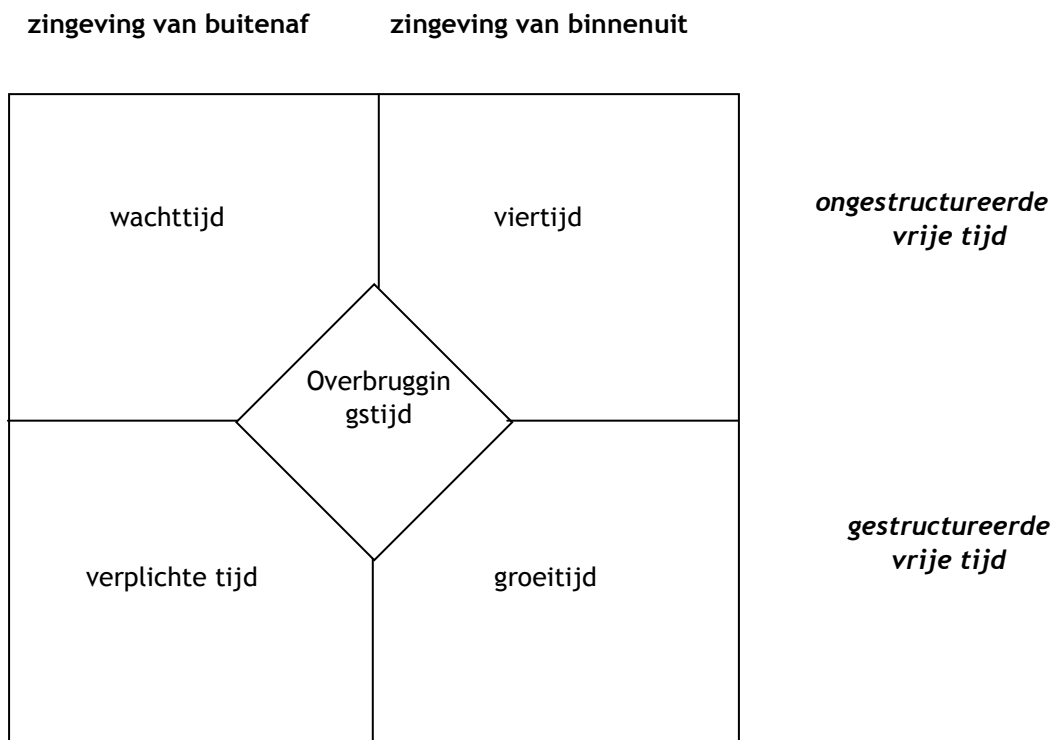 zingeving van buitenaf zingeving van binnenuit
wachttijd
viertijd
ongestructureerde
vrije tijd
Overbruggin
gstijd
verplichte tijd
groeitijd
gestructureerde
vrije tijd